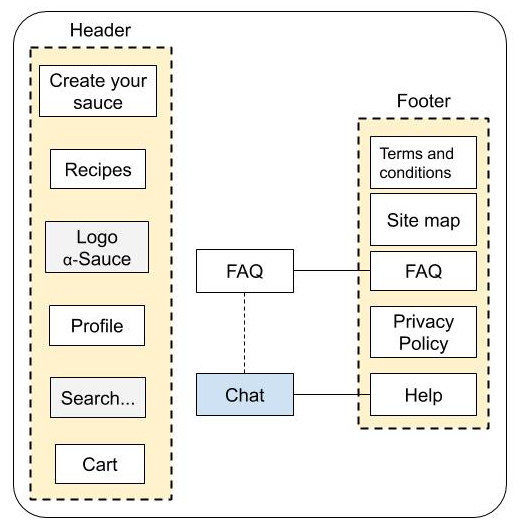 Header
Create your
sauce
Recipes
Logo
α-Sauce
Profile
Search...
Cart
FAQ
Chat
Footer
Terms and
conditions
Site map
FAQ
Privacy
Policy
Help